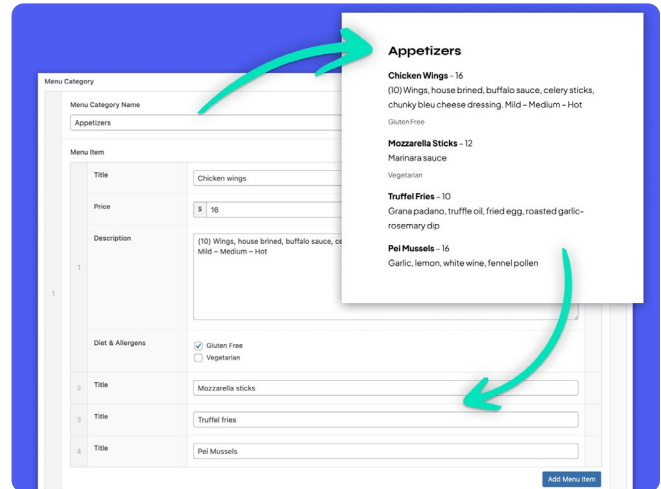 Menu Category
Menu Category Name
Appetizers
Menu Item
Title
Chicken wings
Price
$ 16
Description
(10) Wings, house brined, buffalo sauce, ce
Mild – Medium – Hot
1
1
Diet & Allergens
Gluten Free
Vegetarian
2 Title
Mozzarella sticks
3 Title
Truffel fries
4 Title
Pei Mussels
Add Menu Item
Appetizers
Chicken Wings – 16
(10) Wings, house brined, buffalo sauce, celery sticks,
chunky bleu cheese dressing. Mild – Medium – Hot
Gluten Free
Mozzarella Sticks – 12
Marinara sauce
Vegetarian
Truffel Fries – 10
Grana padano, truffle oil, fried egg, roasted garlic-
rosemary dip
Pei Mussels – 16
Garlic, lemon, white wine, fennel pollen